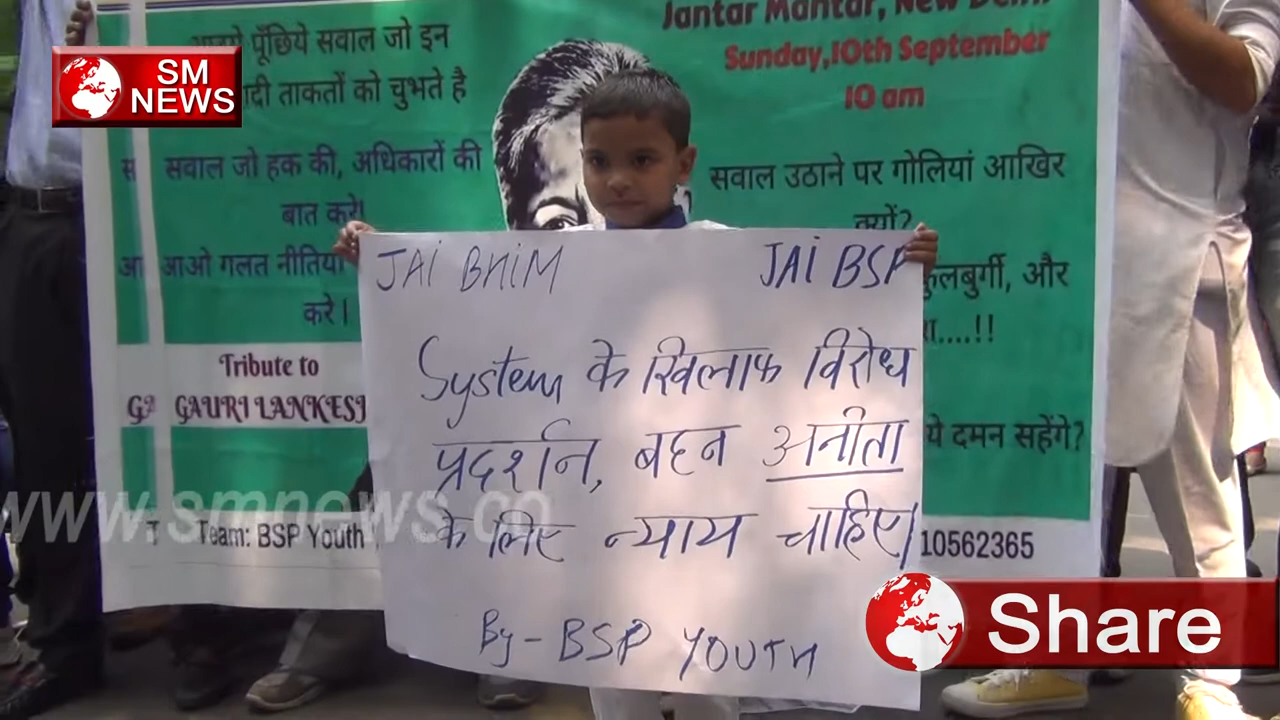 SM
NEWS
पूँछिये सवाल जो इन
ताकतों को चुभते है
सवाल जो हक की, अधिकारों की
बात करे!
आओ गलत नीतियों
करे।
Tribute to
GAURI LANKESH
Team: BSP Youth
Jantar Mantar, New Delhi
Sunday,10th September
10 am
सवाल उठाने पर गोलियां आखिर
क्यों?
और
ये दमन सहेंगे?
10562365
JAI BHIM
JAI BSP
System के खिलाफ विरोध
प्रदर्शन, बहन अनीता
के लिए न्याय चाहिए।
By - BSP YOUTH
www.smnews.co
Share